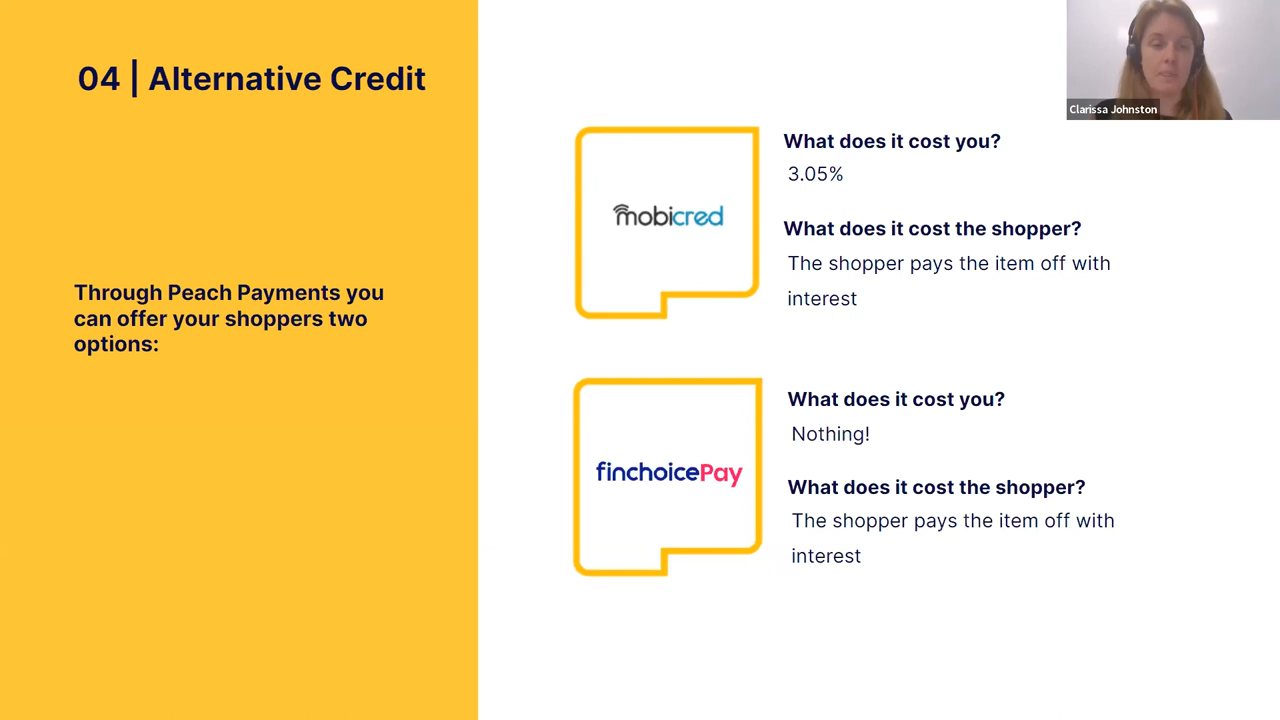 04 | Alternative Credit
Through Peach Payments you
can offer your shoppers two
options:
mobicred
What does it cost you?
3.05%
What does it cost the shopper?
The shopper pays the item off with
interest
finchoicePay
What does it cost you?
Nothing!
What does it cost the shopper?
The shopper pays the item off with
interest
Clarissa Johnston